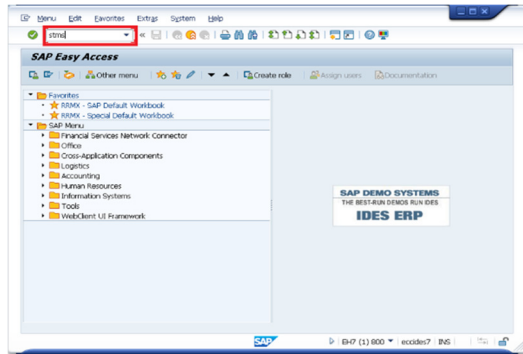 Menu Edit Favorites Extras System Help
stms
SAP Easy Access
Other menu Create role Assign users Documentation
Favorites
RRMX - SAP Default Workbook
RRMX - Special Default Workbook
SAP Menu
Financial Services Network Connector
Office
Cross-Application Components
Logistics
Accounting
Human Resources
Information Systems
Tools
WebClient UI Framework
SAP DEMO SYSTEMS
THE BEST-RUN DEMOS RUN IDES
IDES ERP
SAP
EH7 (1) 800 eccides7 INS